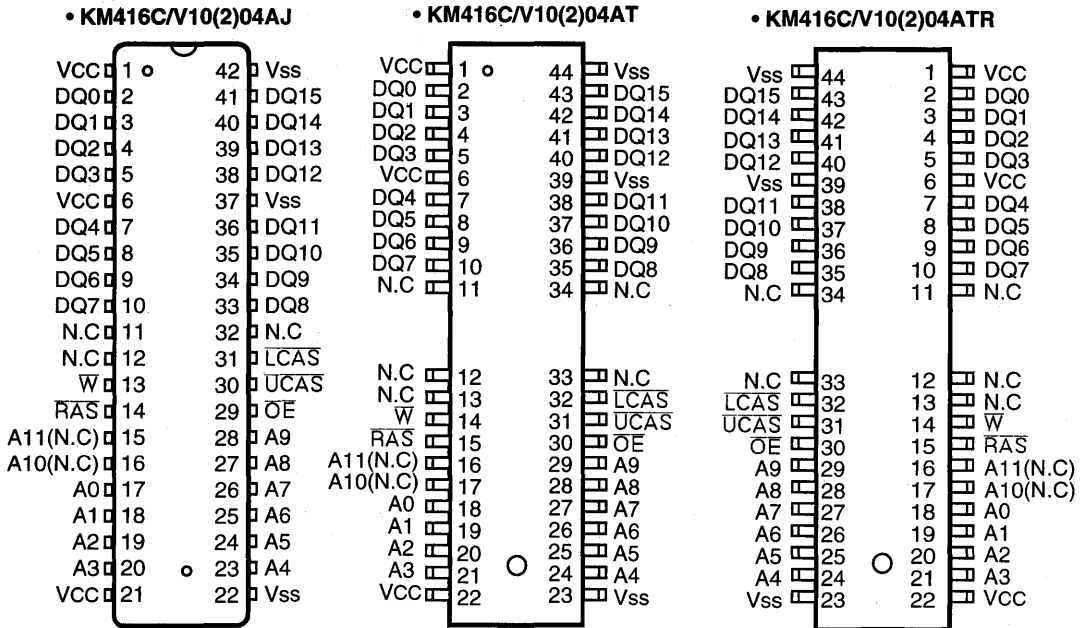 • KM416C/V10(2)04AJ
VCC 1 42 Vss
DQ0 2 41 DQ15
DQ1 3 40 DQ14
DQ2 4 39 DQ13
DQ3 5 38 DQ12
VCC 6 37 Vss
DQ4 7 36 DQ11
DQ5 8 35 DQ10
DQ6 9 34 DQ9
DQ7 10 33 DQ8
N.C 11 32 N.C
N.C 12 31 L̅C̅A̅S̅
W̅ 13 30 U̅C̅A̅S̅
R̅A̅S̅ 14 29 O̅E̅
A11(N.C) 15 28 A9
A10(N.C) 16 27 A8
A0 17 26 A7
A1 18 25 A6
A2 19 24 A5
A3 20 23 A4
VCC 21 22 Vss
• KM416C/V10(2)04AT
VCC 1 44 Vss
DQ0 2 43 DQ15
DQ1 3 42 DQ14
DQ2 4 41 DQ13
DQ3 5 40 DQ12
VCC 6 39 Vss
DQ4 7 38 DQ11
DQ5 8 37 DQ10
DQ6 9 36 DQ9
DQ7 10 35 DQ8
N.C 11 34 N.C
N.C 12 33 N.C
N.C 13 32 L̅C̅A̅S̅
W̅ 14 31 U̅C̅A̅S̅
R̅A̅S̅ 15 30 O̅E̅
A11(N.C) 16 29 A9
A10(N.C) 17 28 A8
A0 18 27 A7
A1 19 26 A6
A2 20 25 A5
A3 21 24 A4
VCC 22 23 Vss
• KM416C/V10(2)04ATR
Vss 44 1 VCC
DQ15 43 2 DQ0
DQ14 42 3 DQ1
DQ13 41 4 DQ2
DQ12 40 5 DQ3
Vss 39 6 VCC
DQ11 38 7 DQ4
DQ10 37 8 DQ5
DQ9 36 9 DQ6
DQ8 35 10 DQ7
N.C 34 11 N.C
N.C 33 12 N.C
L̅C̅A̅S̅ 32 13 N.C
U̅C̅A̅S̅ 31 14 W̅
O̅E̅ 30 15 R̅A̅S̅
A9 29 16 A11(N.C)
A8 28 17 A10(N.C)
A7 27 18 A0
A6 26 19 A1
A5 25 20 A2
A4 24 21 A3
Vss 23 22 VCC